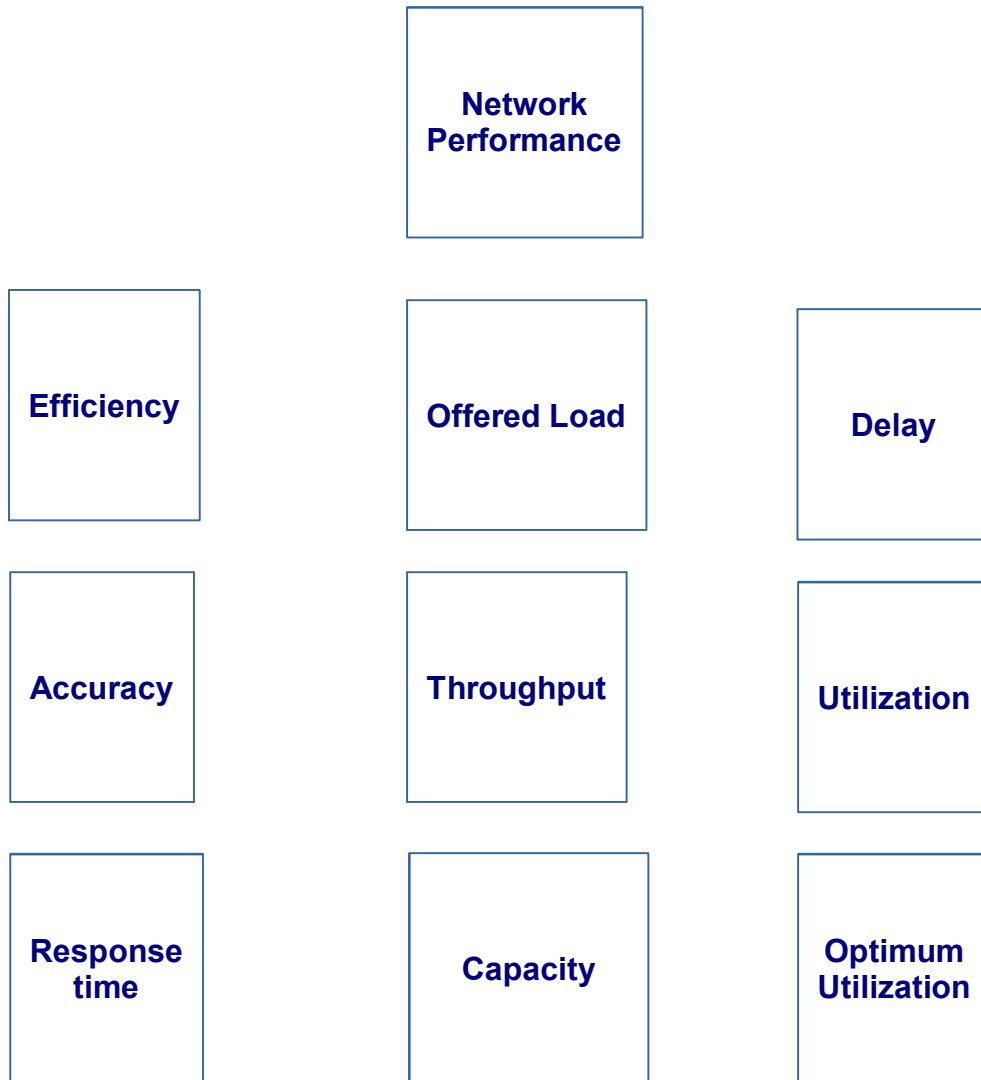 Network
Performance
Efficiency
Offered Load
Delay
Accuracy
Throughput
Utilization
Response
time
Capacity
Optimum
Utilization